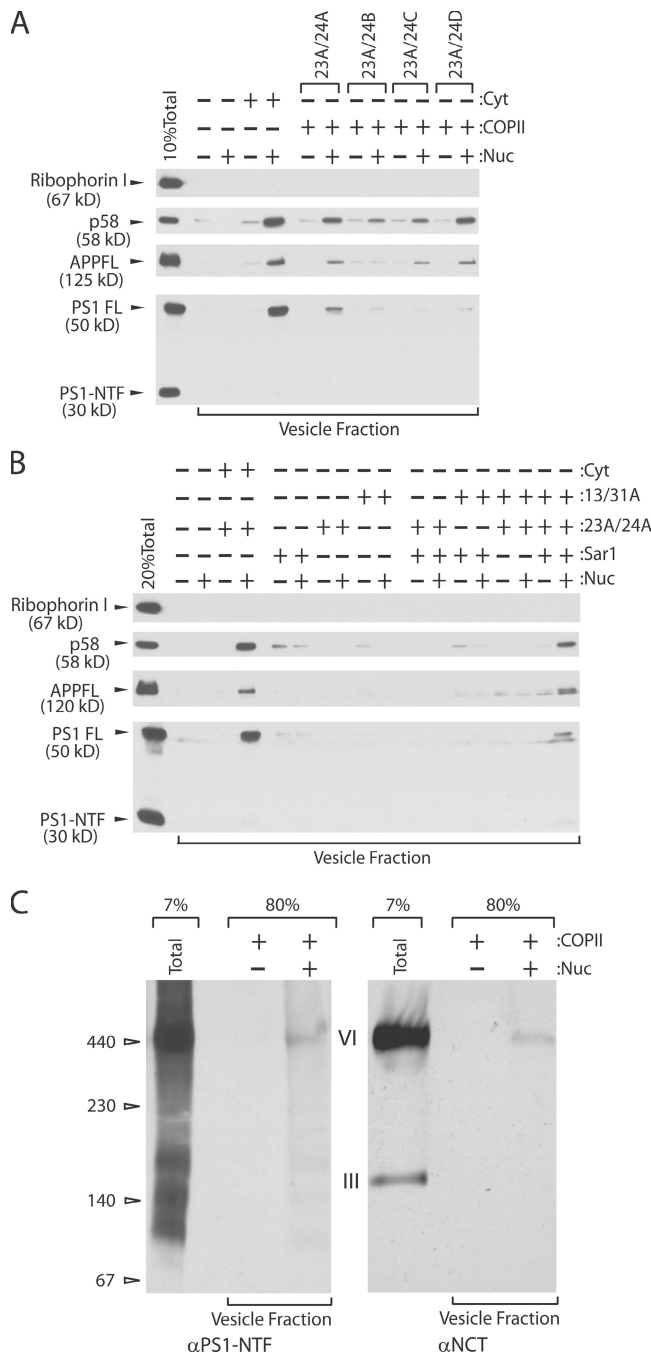 A
23A/24A 23A/24B 23A/24C 23A/24D
10%Total
– – + + – – – – – – – – :Cyt
– – – – + + + + + + + + :COPII
– + – + – + – + – + – + :Nuc
Ribophorin I
(67 kD)
p58
(58 kD)
APPFL
(125 kD)
PS1 FL
(50 kD)
PS1-NTF
(30 kD)
Vesicle Fraction
B
20%Total
– – + + – – – – – – – – – – – – – – :Cyt
– – – – – – – – + + – – + + + + + + :13/31A
– – + + – – + + – – + + – – + + + + :23A/24A
– – – – + + – – – – + + + + – – + + :Sar1
– + – + – + – + – + – + – + – + – + :Nuc
Ribophorin I
(67 kD)
p58
(58 kD)
APPFL
(120 kD)
PS1 FL
(50 kD)
PS1-NTF
(30 kD)
Vesicle Fraction
C
7% 80% 7% 80%
Total + + Total + + :COPII
– + – + :Nuc
440 VI
230
III
140
67
Vesicle Fraction Vesicle Fraction
αPS1-NTF αNCT